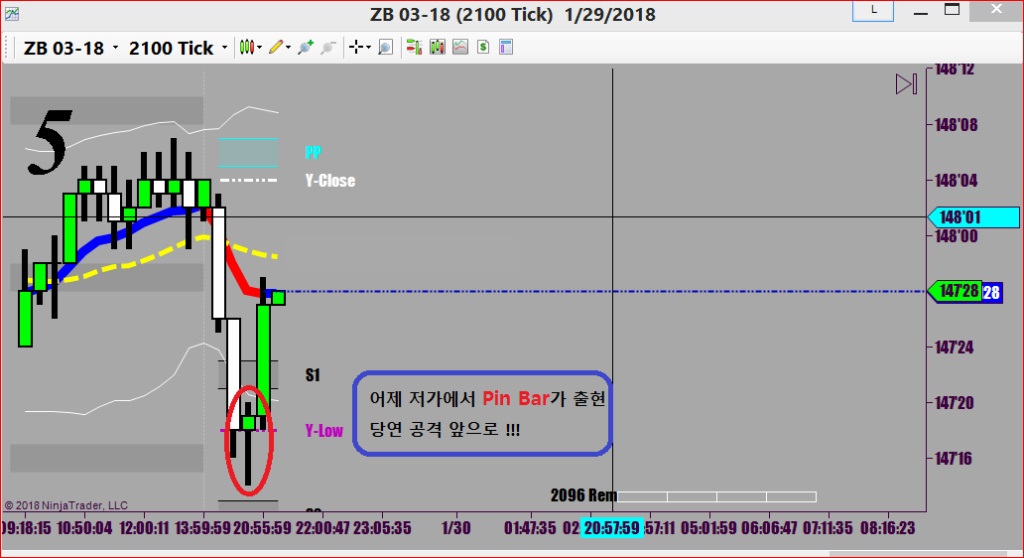 ZB 03-18 (2100 Tick) 1/29/2018
L
ZB 03-18 2100 Tick
5
148'12
148'08
PP
148'04
Y-Close
148'01
148'00
147'28
28
147'24
S1
어제 저가에서 Pin Bar가 출현
147'20
당연 공격 앞으로 !!!
Y-Low
147'16
2096 Rem
© 2018 NinjaTrader, LLC
09:18:15 10:50:04 12:00:11 13:59:59 20:55:59 22:00:47 23:05:35 1/30 01:47:35 02 20:57:59 57:11 05:01:59 06:06:47 07:11:35 08:16:23